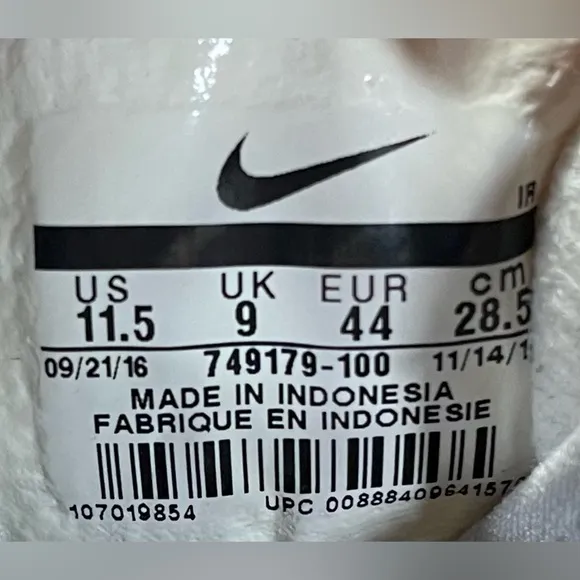 IR
US UK EUR cm
11.5 9 44 28.5
09/21/16 749179-100
MADE IN INDONESIA
FABRIQUE EN INDONESIE
107019854 UPC